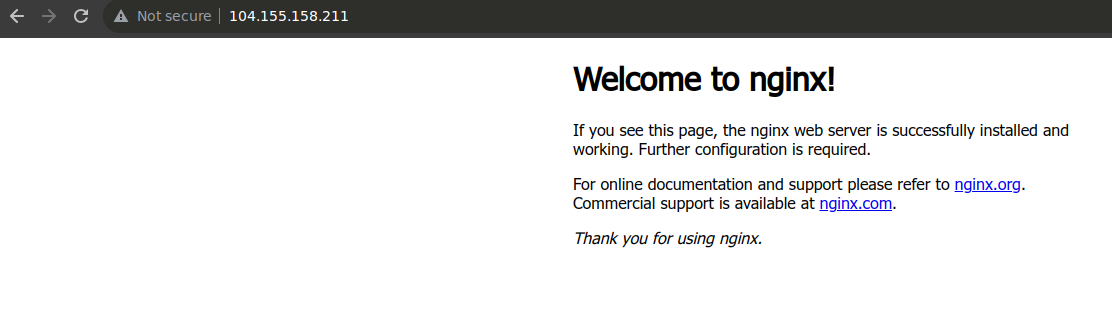 Not secure 104.155.158.211
Welcome to nginx!
If you see this page, the nginx web server is successfully installed and
working. Further configuration is required.
For online documentation and support please refer to nginx.org.
Commercial support is available at nginx.com.
Thank you for using nginx.